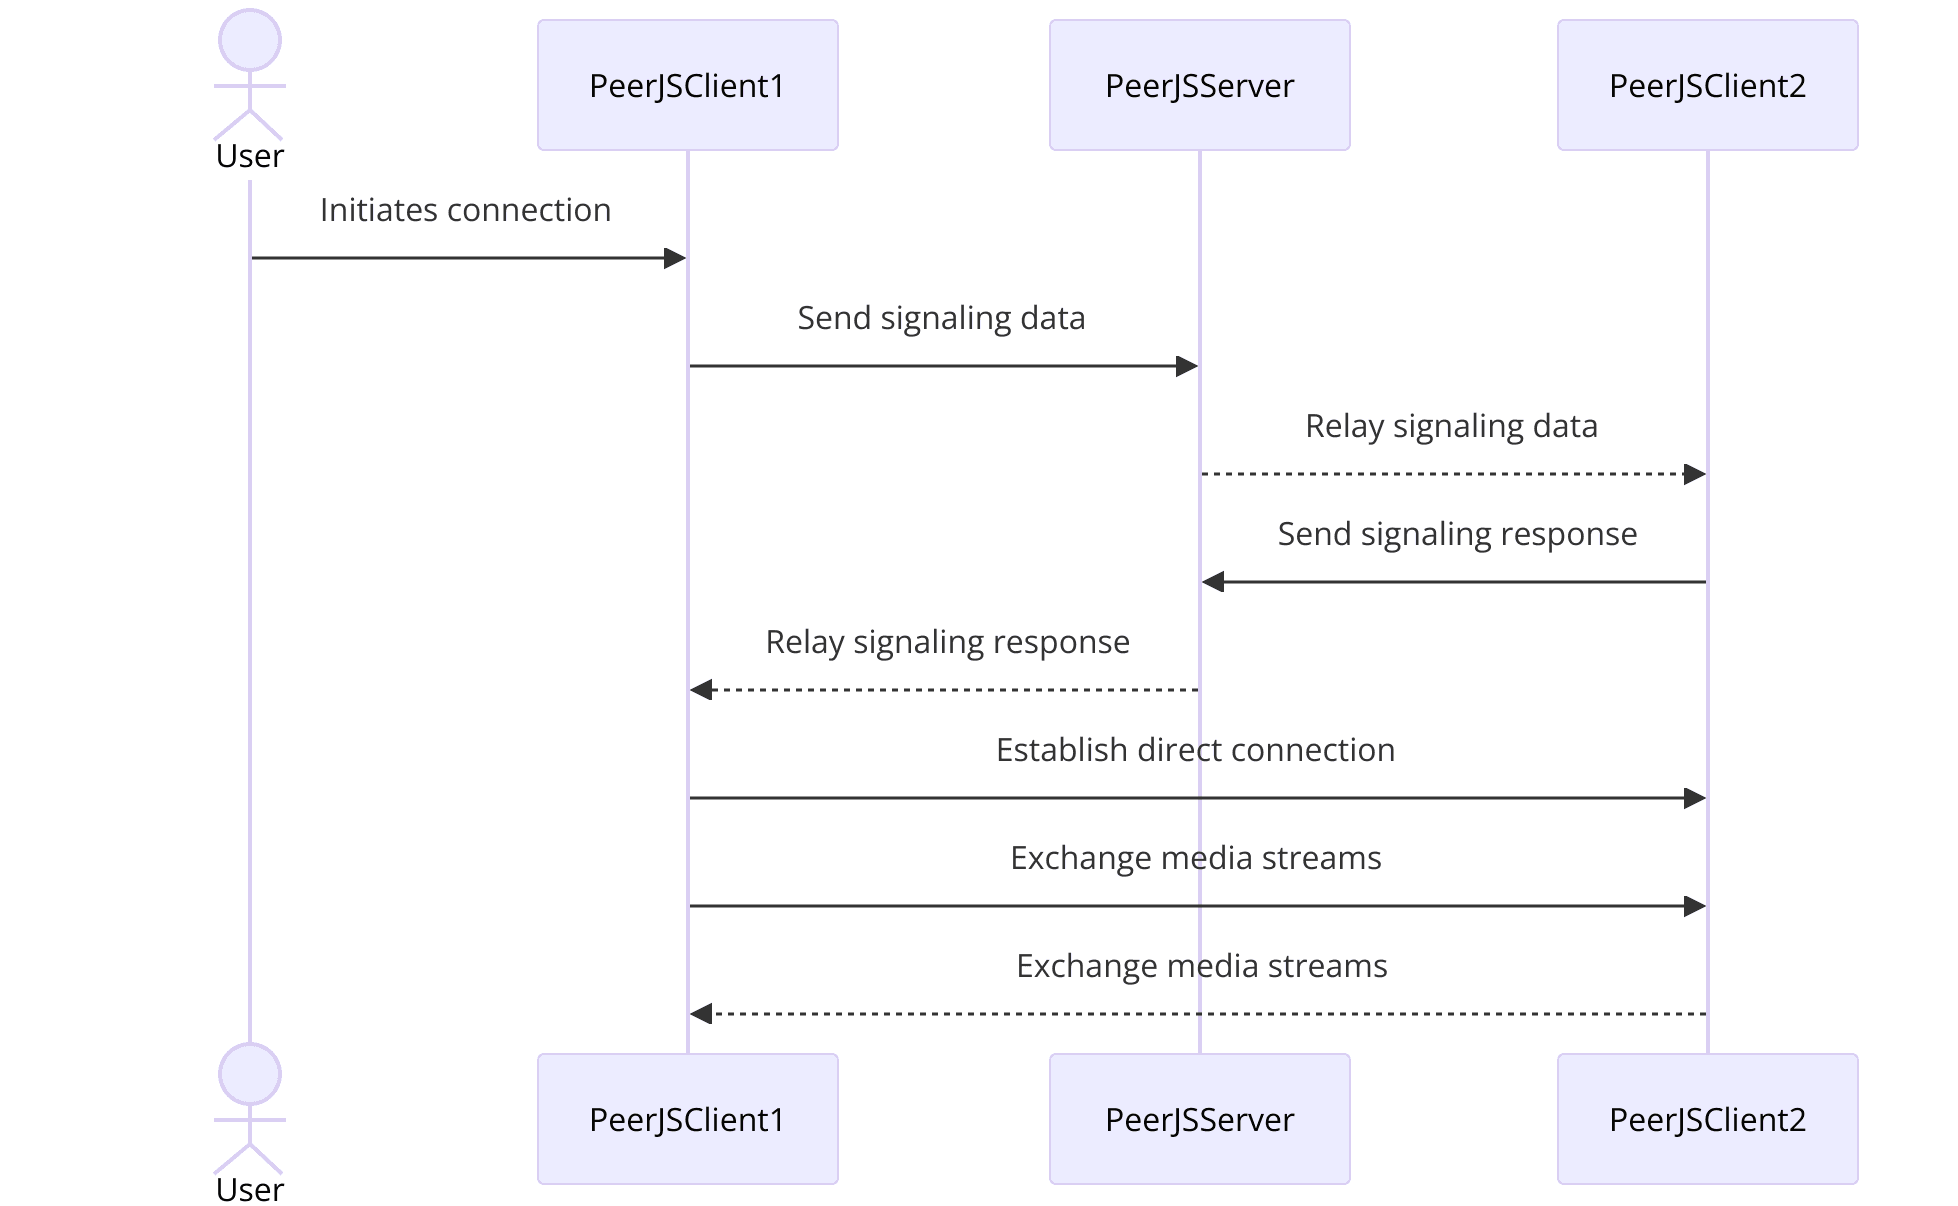 PeerJSClient1
PeerJSServer
PeerJSClient2
User
Initiates connection
Send signaling data
Relay signaling data
Send signaling response
Relay signaling response
Establish direct connection
Exchange media streams
Exchange media streams
PeerJSClient1
PeerJSServer
PeerJSClient2
User